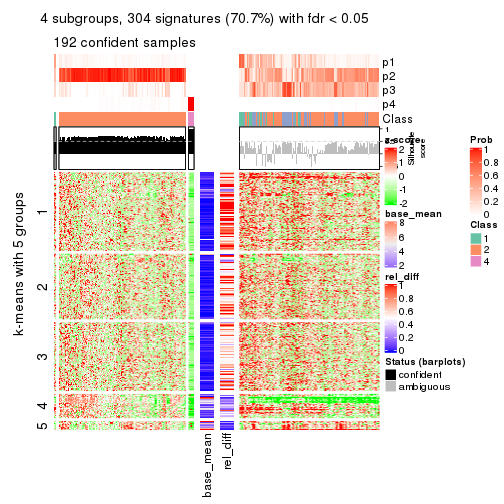 4 subgroups, 304 signatures (70.7%) with fdr < 0.05
192 confident samples
p1
p2
p3
p4
Class
1
Silhouette
score
k-means with 5 groups
1
2
3
4
5
base_mean
rel_diff
z-score
2
1
0
-1
-2
base_mean
8
6
4
2
rel_diff
1
0.8
0.6
0.4
0.2
0
Status (barplots)
confident
ambiguous
Prob
1
0.8
0.6
0.4
0.2
0
Class
1
2
4